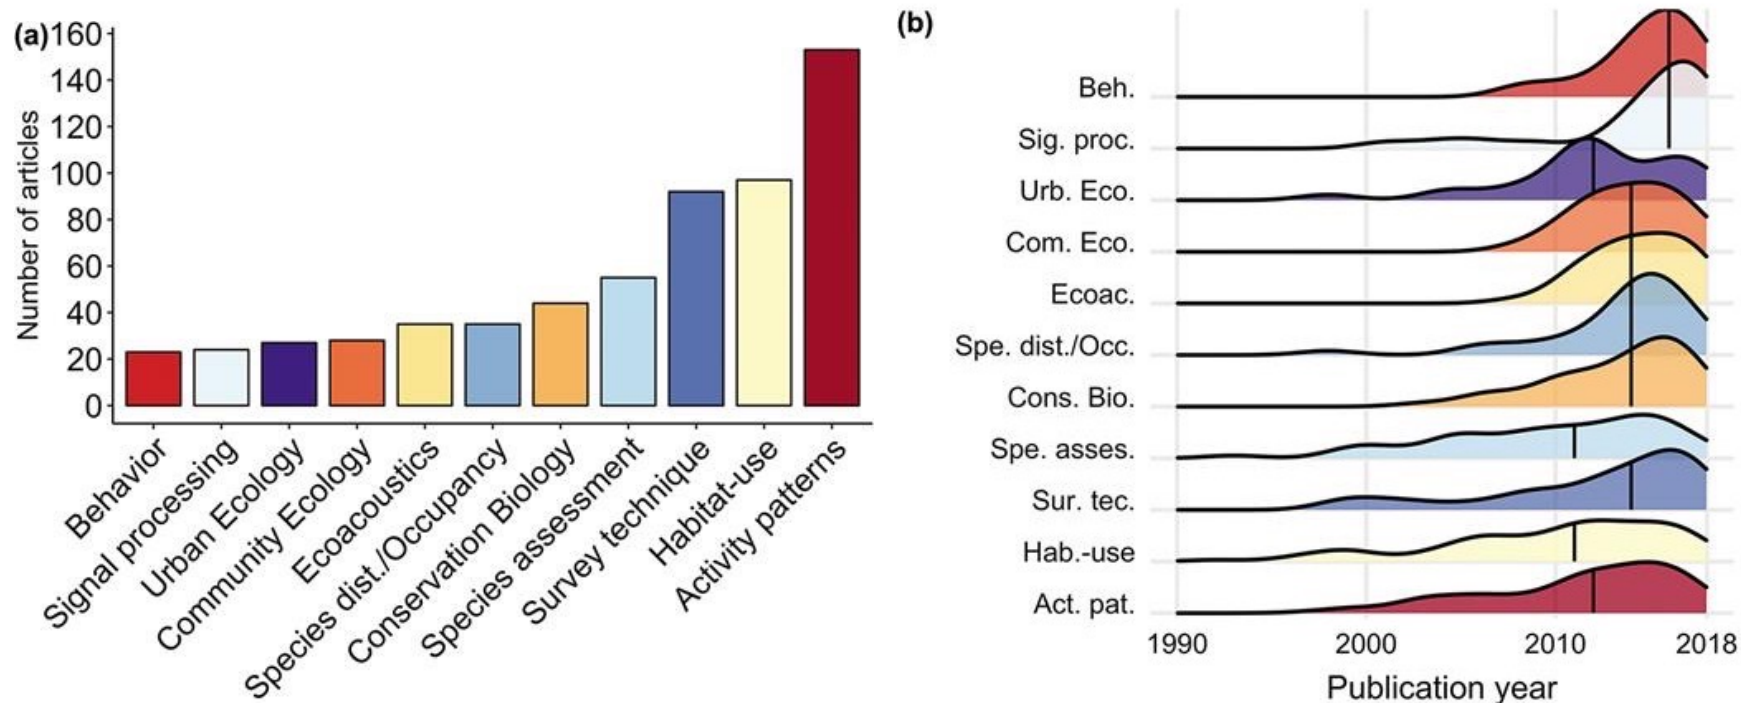 (a)
Number of articles
160
140
120
100
80
60
40
20
0
Behavior
Signal processing
Urban Ecology
Community Ecology
Ecoacoustics
Species dist./Occupancy
Conservation Biology
Species assessment
Survey technique
Habitat-use
Activity patterns
(b)
Beh.
Sig. proc.
Urb. Eco.
Com. Eco.
Ecoac.
Spe. dist./Occ.
Cons. Bio.
Spe. asses.
Sur. tec.
Hab.-use
Act. pat.
1990 2000 2010 2018
Publication year